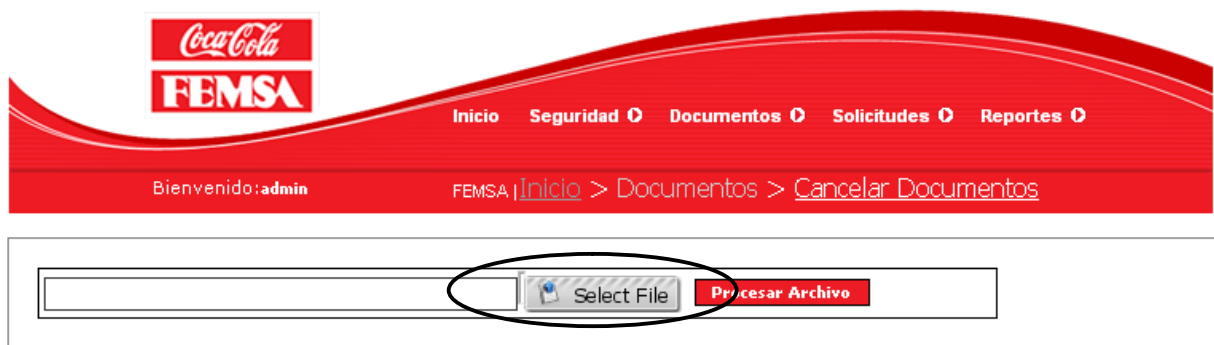 Coca-Cola
FEMSA
Inicio Seguridad Documentos Solicitudes Reportes
Bienvenido:admin FEMSA | Inicio > Documentos > Cancelar Documentos
Select File Procesar Archivo